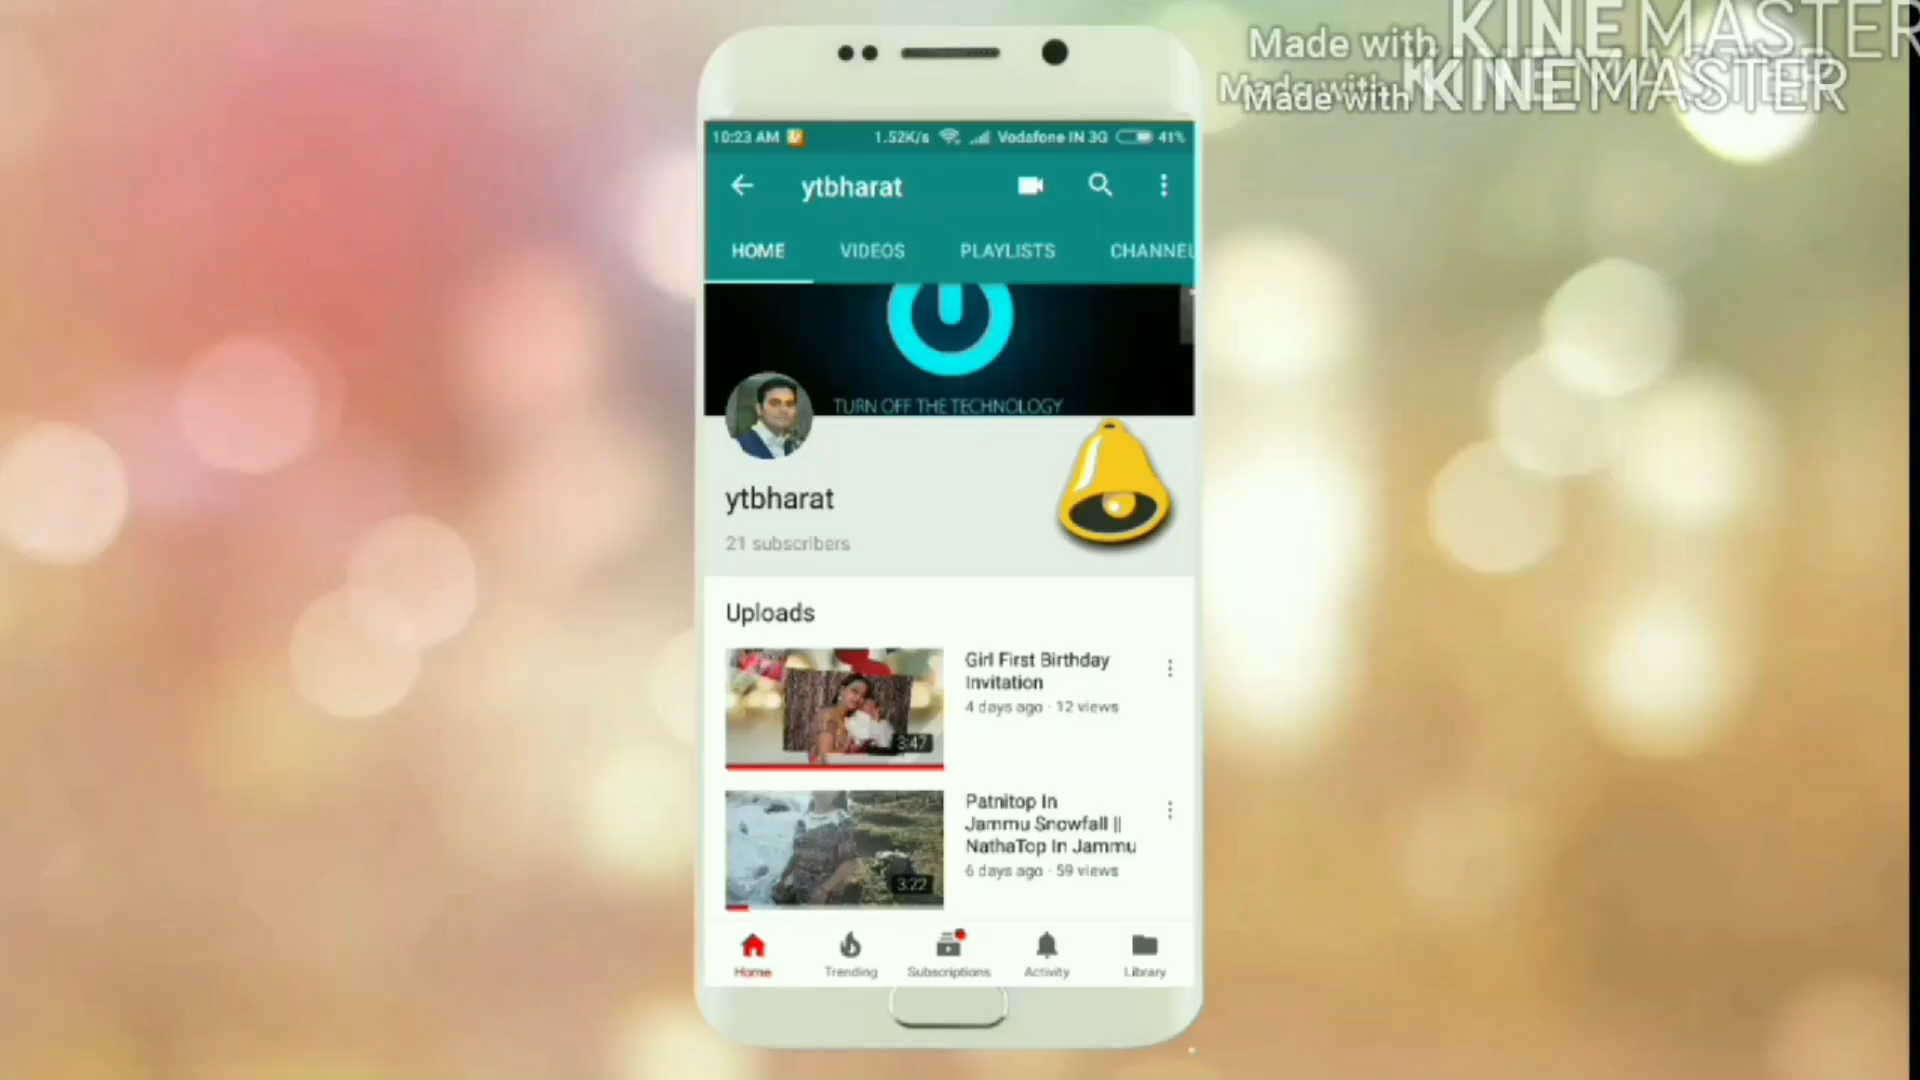 Made with KINEMASTER
Made with KINEMASTER
Made with
10:23 AM 1.52K/s Vodafone IN 3G 41%
ytbharat
HOME VIDEOS PLAYLISTS CHANNEL
TURN OFF THE TECHNOLOGY
ytbharat
21 subscribers
Uploads
Girl First Birthday
Invitation
4 days ago · 12 views
3:47
Patnitop In
Jammu Snowfall ||
NathaTop In Jammu
6 days ago · 59 views
3:22
Home Trending Subscriptions Activity Library